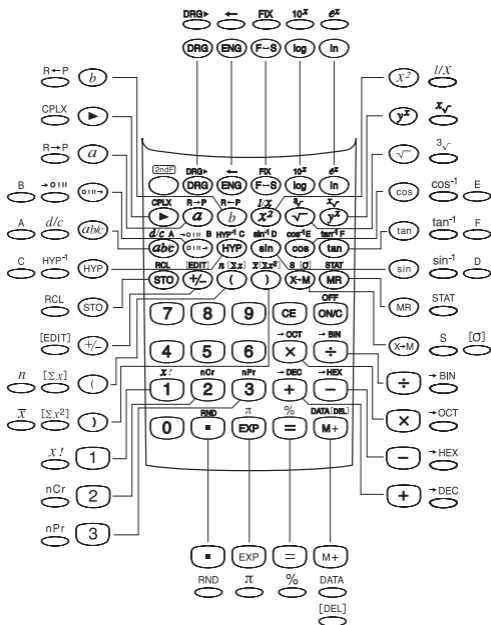 DRG▶ ← FIX 10ˣ eˣ
DRG ENG F↔S log ln
R←P b x² 1/X
CPLX ▶ yˣ ˣ√
R→P a √ ³√
B →o''' o'''→ cos cos⁻¹ E
A d/c ab/c tan tan⁻¹ F
C HYP⁻¹ HYP sin sin⁻¹ D
RCL STO MR STAT
[EDIT] +/− X→M S [σ]
n [Σx] ( ÷ →BIN
x̅ [Σx²] ) × →OCT
x! 1 − →HEX
nCr 2 + →DEC
nPr 3
2ndF DRG▶ ← FIX 10ˣ eˣ
DRG ENG F↔S log ln
CPLX R→P R←P 1/X ³√ ˣ√
▶ a b x² √ yˣ
d/c A →o''' B HYP⁻¹ C sin⁻¹ D cos⁻¹ E tan⁻¹ F
ab/c o'''→ HYP sin cos tan
RCL [EDIT] n [Σx] x̅ [Σx²] S [σ] STAT
STO +/− ( ) X→M MR
OFF
7 8 9 CE ON/C
→OCT →BIN
4 5 6 × ÷
x! nCr nPr →DEC →HEX
1 2 3 + −
RND π % DATA [DEL]
0 . EXP = M+
. EXP = M+
RND π % DATA
[DEL]